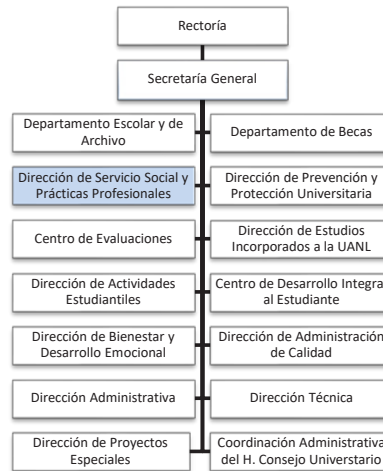 Rectoría
Secretaría General
Departamento Escolar y de
Archivo
Departamento de Becas
Dirección de Servicio Social y
Prácticas Profesionales
Dirección de Prevención y
Protección Universitaria
Centro de Evaluaciones
Dirección de Estudios
Incorporados a la UANL
Dirección de Actividades
Estudiantiles
Centro de Desarrollo Integral
al Estudiante
Dirección de Bienestar y
Desarrollo Emocional
Dirección de Administración
de Calidad
Dirección Administrativa
Dirección Técnica
Dirección de Proyectos
Especiales
Coordinación Administrativa
del H. Consejo Universtario